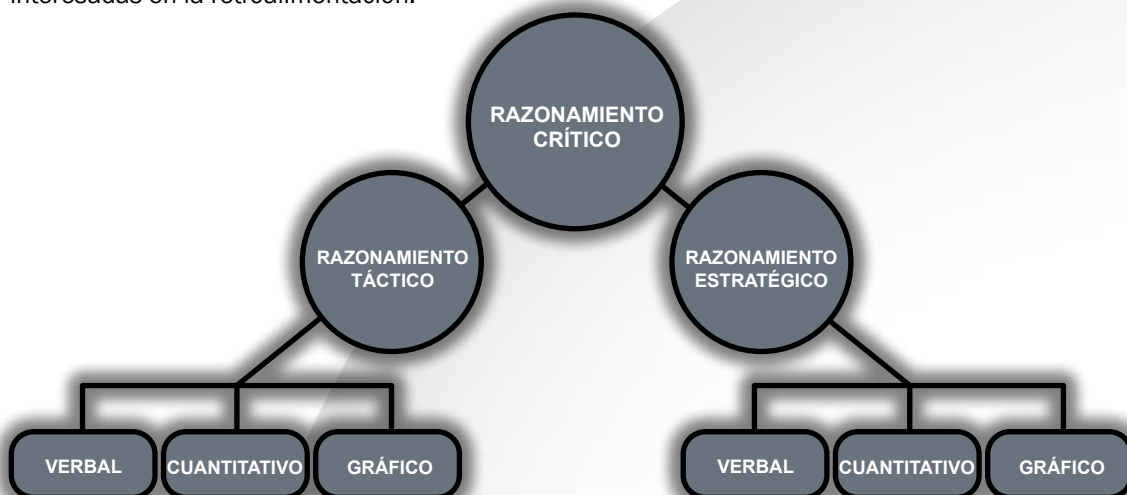 interesadas en la retroalimentación.
RAZONAMIENTO
CRÍTICO
RAZONAMIENTO
TÁCTICO
RAZONAMIENTO
ESTRATÉGICO
VERBAL
CUANTITATIVO
GRÁFICO
VERBAL
CUANTITATIVO
GRÁFICO